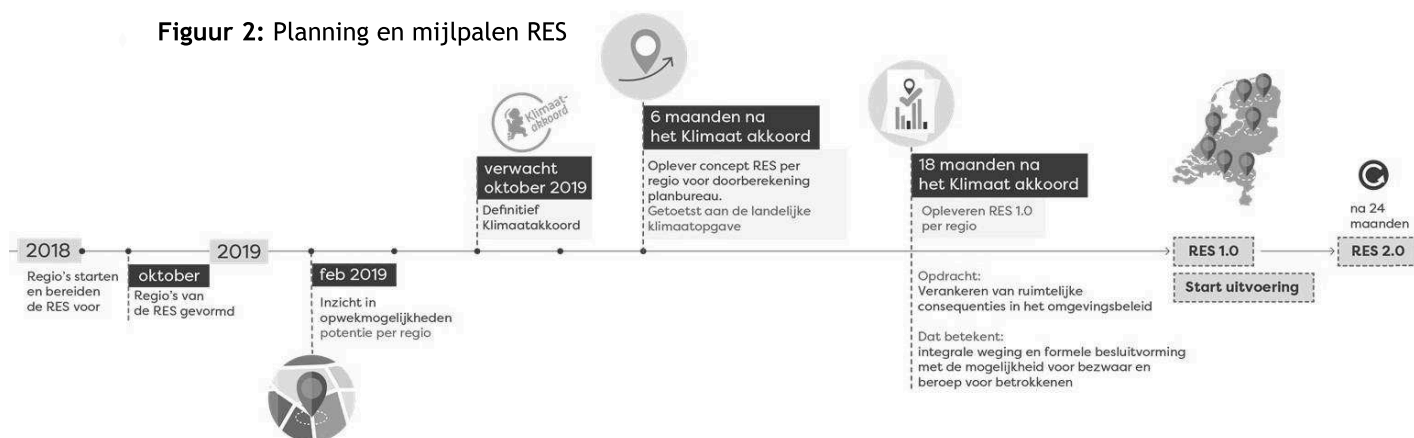 Figuur 2: Planning en mijlpalen RES
2018
Regio's starten
en bereiden
de RES voor
oktober
Regio's van
de RES gevormd
2019
feb 2019
Inzicht in
opwekmogelijkheden
potentie per regio
Klimaat-
akkoord
verwacht
oktober 2019
Definitief
Klimaatakkoord
6 maanden na
het Klimaat akkoord
Oplever concept RES per
regio voor doorberekening
planbureau.
Getoetst aan de landelijke
klimaatopgave
18 maanden na
het Klimaat akkoord
Opleveren RES 1.0
per regio
Opdracht:
Verankeren van ruimtelijke
consequenties in het omgevingsbeleid
Dat betekent:
integrale weging en formele besluitvorming
met de mogelijkheid voor bezwaar en
beroep voor betrokkenen
RES 1.0
Start uitvoering
na 24
maanden
RES 2.0